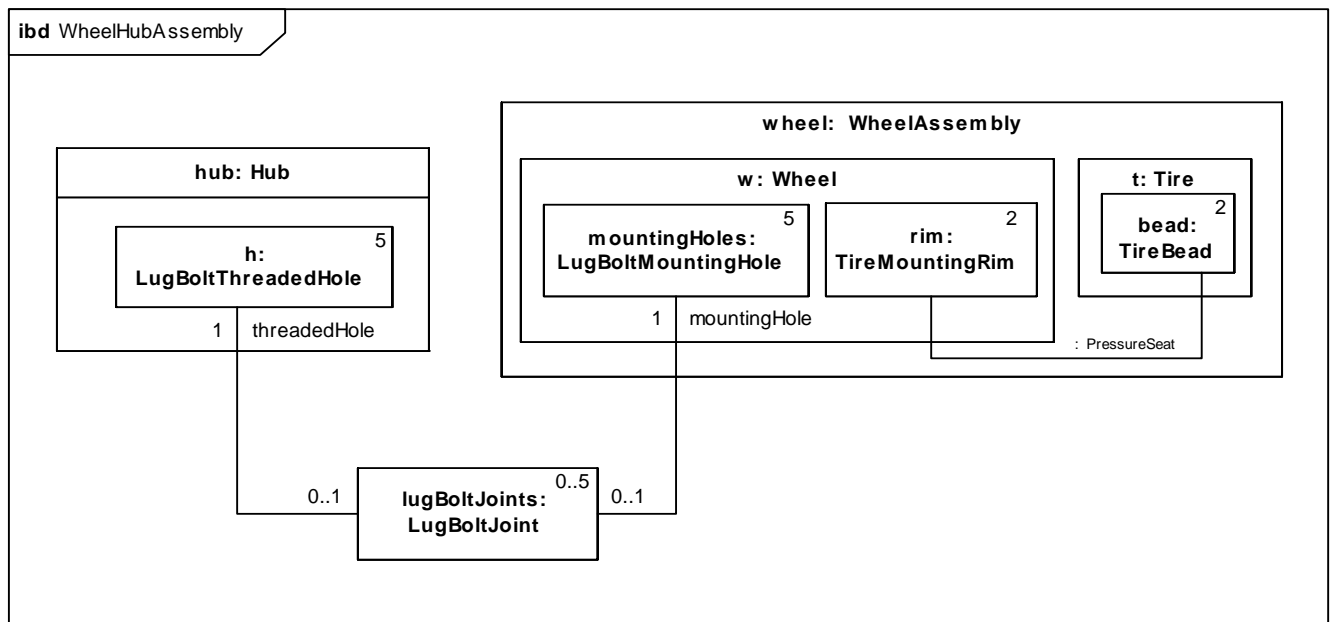 ibd WheelHubAssembly
wheel: WheelAssembly
hub: Hub
w: Wheel
t: Tire
5
h:
LugBoltThreadedHole
5
mountingHoles:
LugBoltMountingHole
2
rim:
TireMountingRim
2
bead:
TireBead
1 threadedHole
1 mountingHole
: PressureSeat
0..1
0..5
lugBoltJoints:
LugBoltJoint
0..1